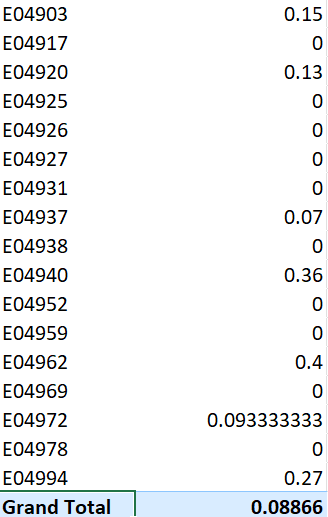 E04903 0.15
E04917 0
E04920 0.13
E04925 0
E04926 0
E04927 0
E04931 0
E04937 0.07
E04938 0
E04940 0.36
E04952 0
E04959 0
E04962 0.4
E04969 0
E04972 0.093333333
E04978 0
E04994 0.27
Grand Total 0.08866